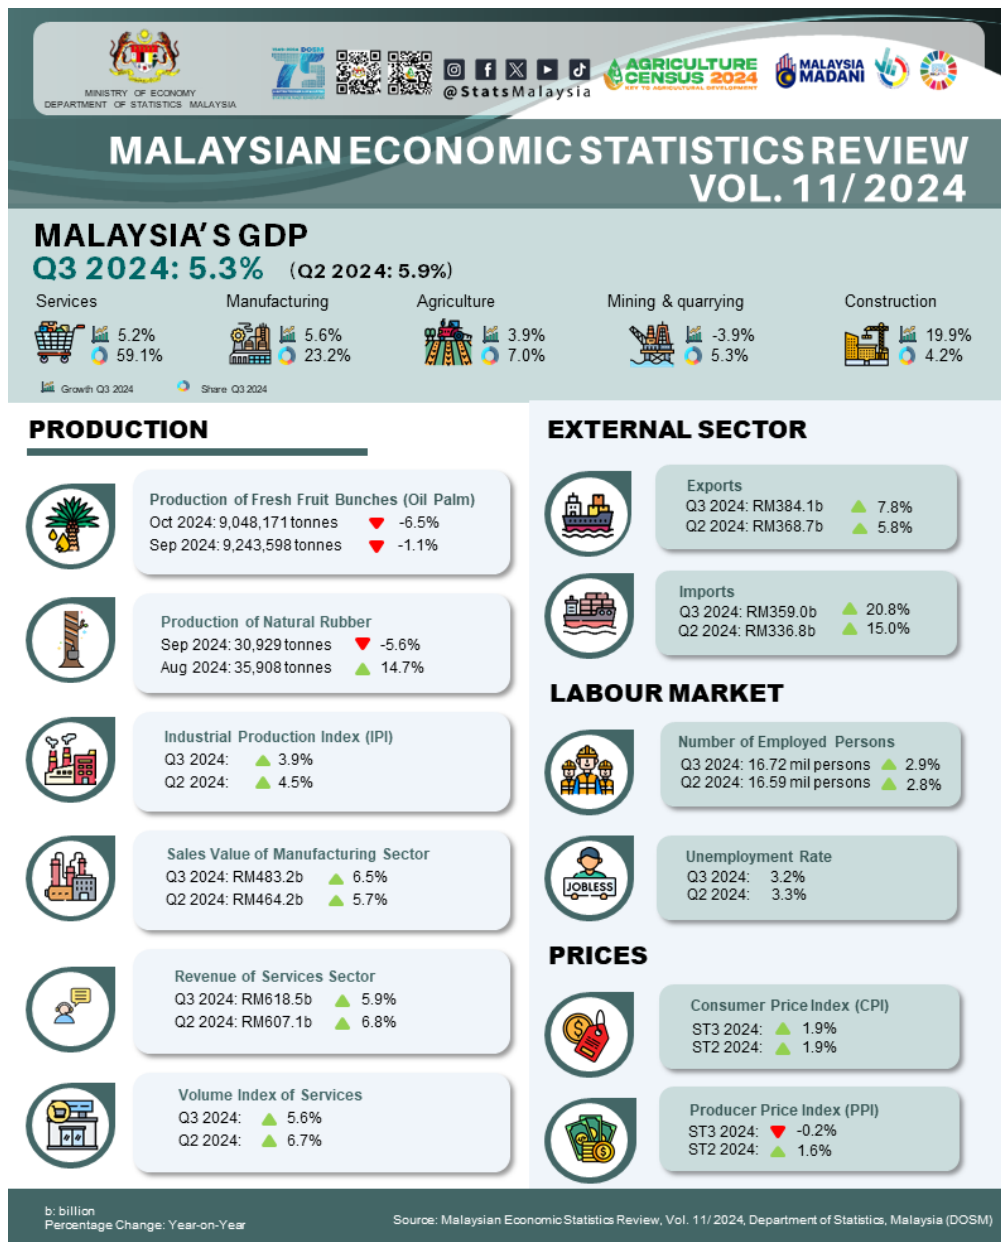 MINISTRY OF ECONOMY
DEPARTMENT OF STATISTICS MALAYSIA
75
@StatsMalaysia
AGRICULTURE
CENSUS 2024
KEY TO AGRICULTURAL DEVELOPMENT
MALAYSIA
MADANI
MALAYSIAN ECONOMIC STATISTICS REVIEW
VOL. 11/ 2024
MALAYSIA'S GDP
Q3 2024: 5.3% (Q2 2024: 5.9%)
Services
5.2%
59.1%
Manufacturing
5.6%
23.2%
Agriculture
3.9%
7.0%
Mining & quarrying
-3.9%
5.3%
Construction
19.9%
4.2%
Growth Q3 2024
Share Q3 2024
PRODUCTION
Production of Fresh Fruit Bunches (Oil Palm)
Oct 2024: 9,048,171 tonnes -6.5%
Sep 2024: 9,243,598 tonnes -1.1%
Production of Natural Rubber
Sep 2024: 30,929 tonnes -5.6%
Aug 2024: 35,908 tonnes 14.7%
Industrial Production Index (IPI)
Q3 2024: 3.9%
Q2 2024: 4.5%
Sales Value of Manufacturing Sector
Q3 2024: RM483.2b 6.5%
Q2 2024: RM464.2b 5.7%
Revenue of Services Sector
Q3 2024: RM618.5b 5.9%
Q2 2024: RM607.1b 6.8%
Volume Index of Services
Q3 2024: 5.6%
Q2 2024: 6.7%
EXTERNAL SECTOR
Exports
Q3 2024: RM384.1b 7.8%
Q2 2024: RM368.7b 5.8%
Imports
Q3 2024: RM359.0b 20.8%
Q2 2024: RM336.8b 15.0%
LABOUR MARKET
Number of Employed Persons
Q3 2024: 16.72 mil persons 2.9%
Q2 2024: 16.59 mil persons 2.8%
JOBLESS
Unemployment Rate
Q3 2024: 3.2%
Q2 2024: 3.3%
PRICES
Consumer Price Index (CPI)
ST3 2024: 1.9%
ST2 2024: 1.9%
Producer Price Index (PPI)
ST3 2024: -0.2%
ST2 2024: 1.6%
b: billion
Percentage Change: Year-on-Year
Source: Malaysian Economic Statistics Review, Vol. 11/ 2024, Department of Statistics, Malaysia (DOSM)